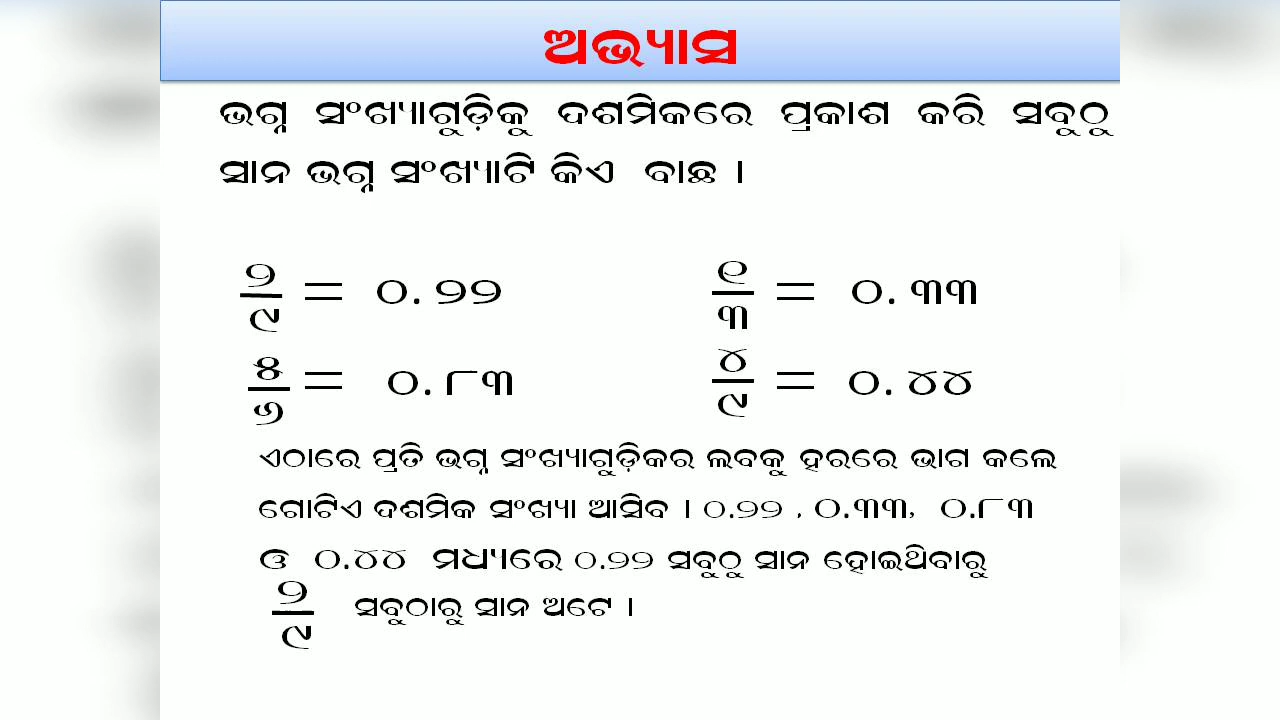 ଅଭ୍ୟାସ
ଭଗ୍ନ ସଂଖ୍ୟାଗୁଡ଼ିକୁ ଦଶମିକରେ ପ୍ରକାଶ କରି ସବୁଠୁ
ସାନ ଭଗ୍ନ ସଂଖ୍ୟାଟି କିଏ ବାଛ ।
୨/୯ = ୦.୨୨ ୧/୩ = ୦.୩୩
୫/୬ = ୦.୮୩ ୪/୯ = ୦.୪୪
ଏଠାରେ ପ୍ରତି ଭଗ୍ନ ସଂଖ୍ୟାଗୁଡ଼ିକର ଲବକୁ ହରରେ ଭାଗ କଲେ
ଗୋଟିଏ ଦଶମିକ ସଂଖ୍ୟା ଆସିବ । ୦.୨୨ , ୦.୩୩, ୦.୮୩
ଓ ୦.୪୪ ମଧ୍ୟରେ ୦.୨୨ ସବୁଠୁ ସାନ ହୋଇଥିବାରୁ
୨/୯ ସବୁଠାରୁ ସାନ ଅଟେ ।